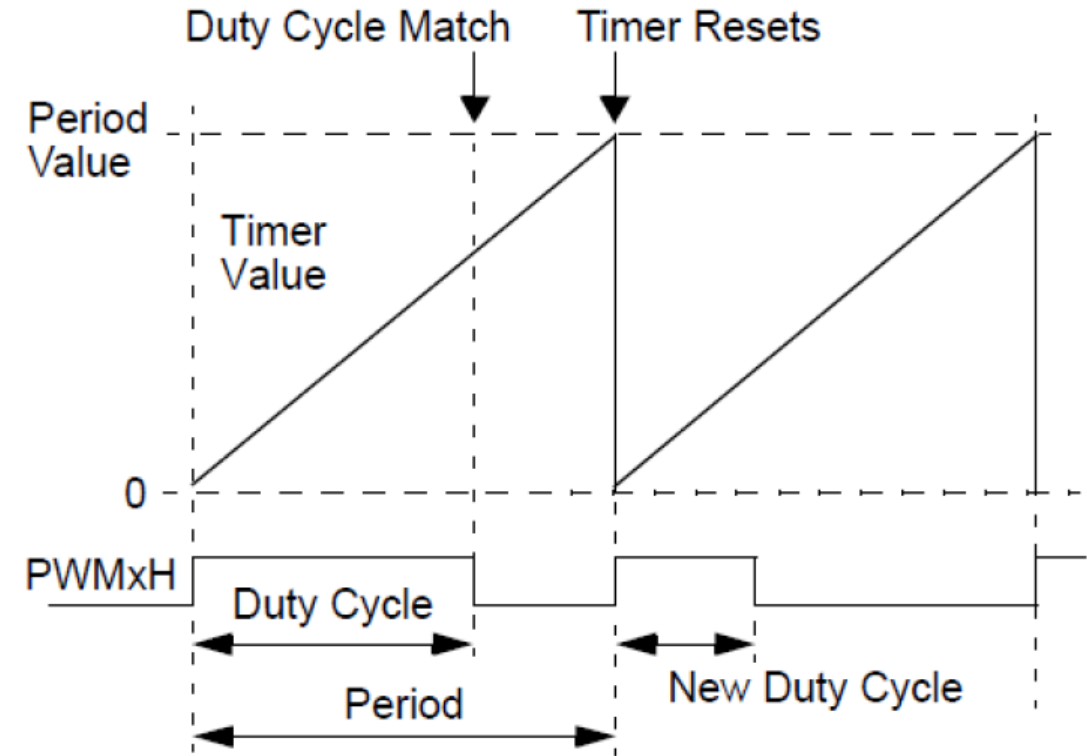 Duty Cycle Match
Timer Resets
Period
Value
Timer
Value
0
PWMxH
Duty Cycle
New Duty Cycle
Period